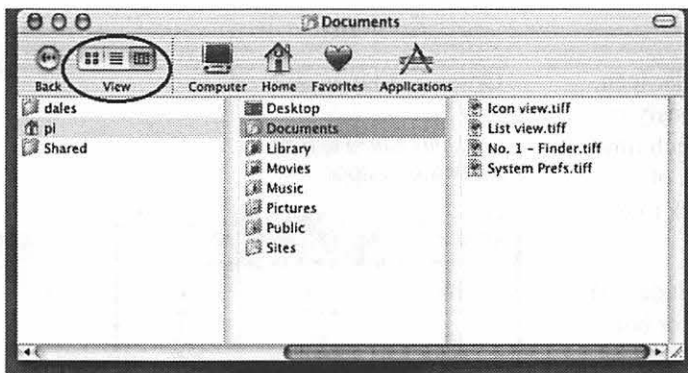 Documents
Back View Computer Home Favorites Applications
dales
pi
Shared
Desktop
Documents
Library
Movies
Music
Pictures
Public
Sites
Icon view.tiff
List view.tiff
No. 1 - Finder.tiff
System Prefs.tiff